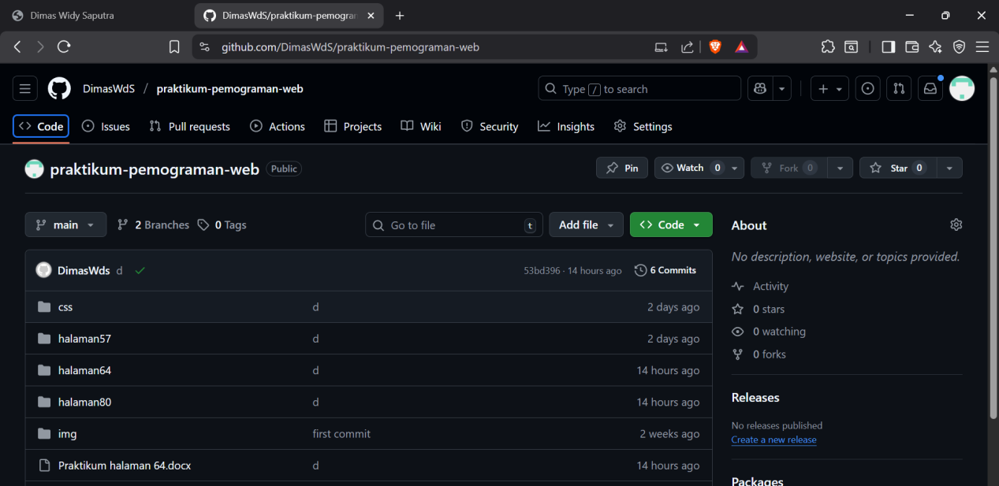 Dimas Widy Saputra
DimasWdS/praktikum-pemogran
github.com/DimasWdS/praktikum-pemograman-web
DimasWdS / praktikum-pemograman-web
Type / to search
Code Issues Pull requests Actions Projects Wiki Security Insights Settings
praktikum-pemograman-web Public
Pin Watch 0 Fork 0 Star 0
main 2 Branches 0 Tags Go to file t Add file Code
About
No description, website, or topics provided.
DimasWds d 53bd396 · 14 hours ago 6 Commits
css d 2 days ago
halaman57 d 2 days ago
halaman64 d 14 hours ago
halaman80 d 14 hours ago
img first commit 2 weeks ago
Praktikum halaman 64.docx d 14 hours ago
Activity
0 stars
0 watching
0 forks
Releases
No releases published
Create a new release
Packages